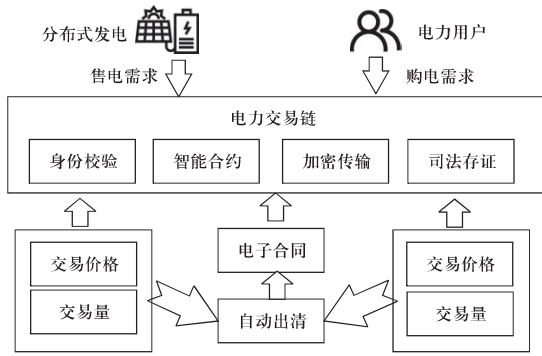 分布式发电
电力用户
售电需求
购电需求
电力交易链
身份校验
智能合约
加密传输
司法存证
交易价格
交易量
电子合同
自动出清
交易价格
交易量